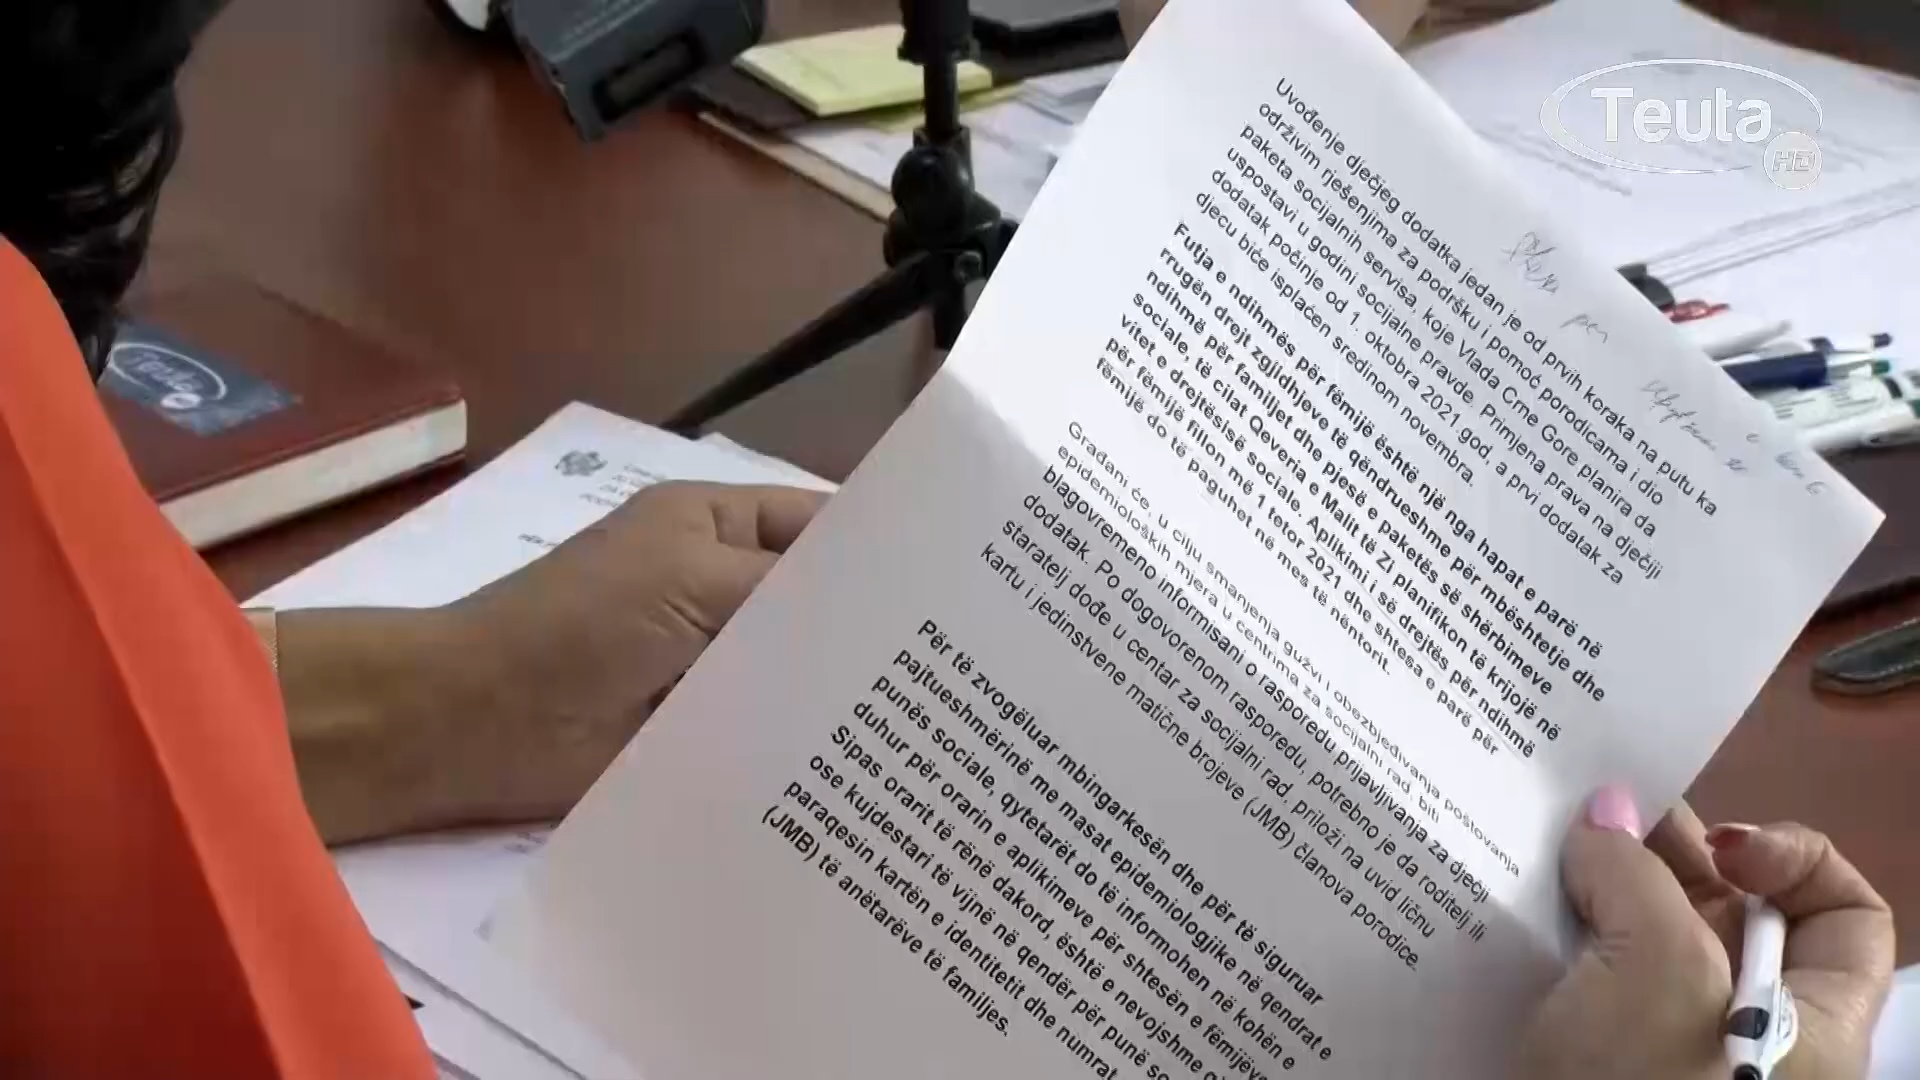 Teuta
HD
Teuta
Uvođenje dječjeg dodatka jedan je od prvih koraka na putu ka
održivim rješenjima za podršku i pomoć porodicama i dio
paketa socijalnih servisa, koje Vlada Crne Gore planira da
uspostavi u godini socijalne pravde. Primjena prava na dječiji
dodatak počinje od 1. oktobra 2021 god, a prvi dodatak za
djecu biće isplaćen sredinom novembra.
Futja e ndihmës për fëmijë është një nga hapat e parë në
rrugën drejt zgjidhjeve të qëndrueshme për mbështetje dhe
ndihmë për familjet dhe pjesë e paketës së shërbimeve
sociale, të cilat Qeveria e Malit të Zi planifikon të krijojë në
vitet e drejtësisë sociale. Aplikimi i së drejtës për ndihmë
për fëmijë fillon më 1 tetor 2021 dhe shtesa e parë për
fëmijë do të paguhet në mes të nëntorit.
Građani će, u cilju smanjenja gužvi i obezbjeđivanja poštovanja
epidemioloških mjera u centrima za socijalni rad, biti
blagovremeno informisani o rasporedu prijavljivanja za dječji
dodatak. Po dogovorenom rasporedu, potrebno je da roditelj ili
staratelj dođe u centar za socijalni rad, priloži na uvid ličnu
kartu i jedinstvene matične brojeve (JMB) članova porodice.
Për të zvogëluar mbingarkesën dhe për të siguruar
pajtueshmërinë me masat epidemiologjike në qendrat e
punës sociale, qytetarët do të informohen në kohën e
duhur për orarin e aplikimeve për shtesën e fëmijëve
Sipas orarit të rënë dakord, është e nevojshme që
ose kujdestari të vijnë në qendër për punë
paraqesin kartën e identitetit dhe numrat
(JMB) të anëtarëve të familjes.